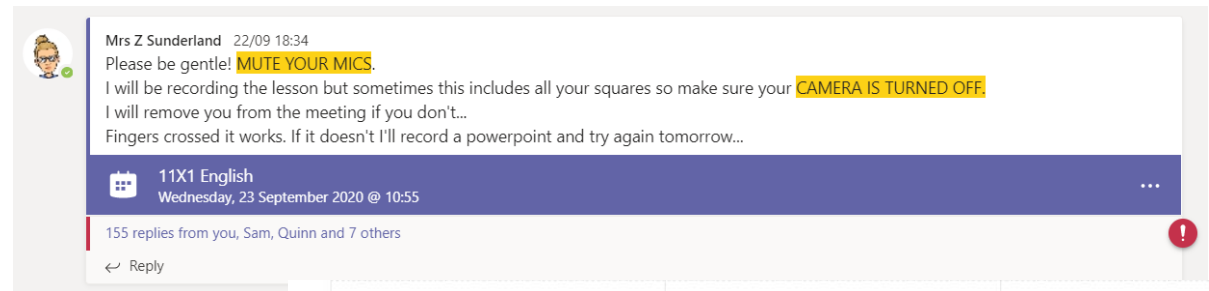 Mrs Z Sunderland 22/09 18:34
Please be gentle! MUTE YOUR MICS.
I will be recording the lesson but sometimes this includes all your squares so make sure your CAMERA IS TURNED OFF.
I will remove you from the meeting if you don't...
Fingers crossed it works. If it doesn't I'll record a powerpoint and try again tomorrow...
11X1 English
Wednesday, 23 September 2020 @ 10:55
155 replies from you, Sam, Quinn and 7 others
Reply